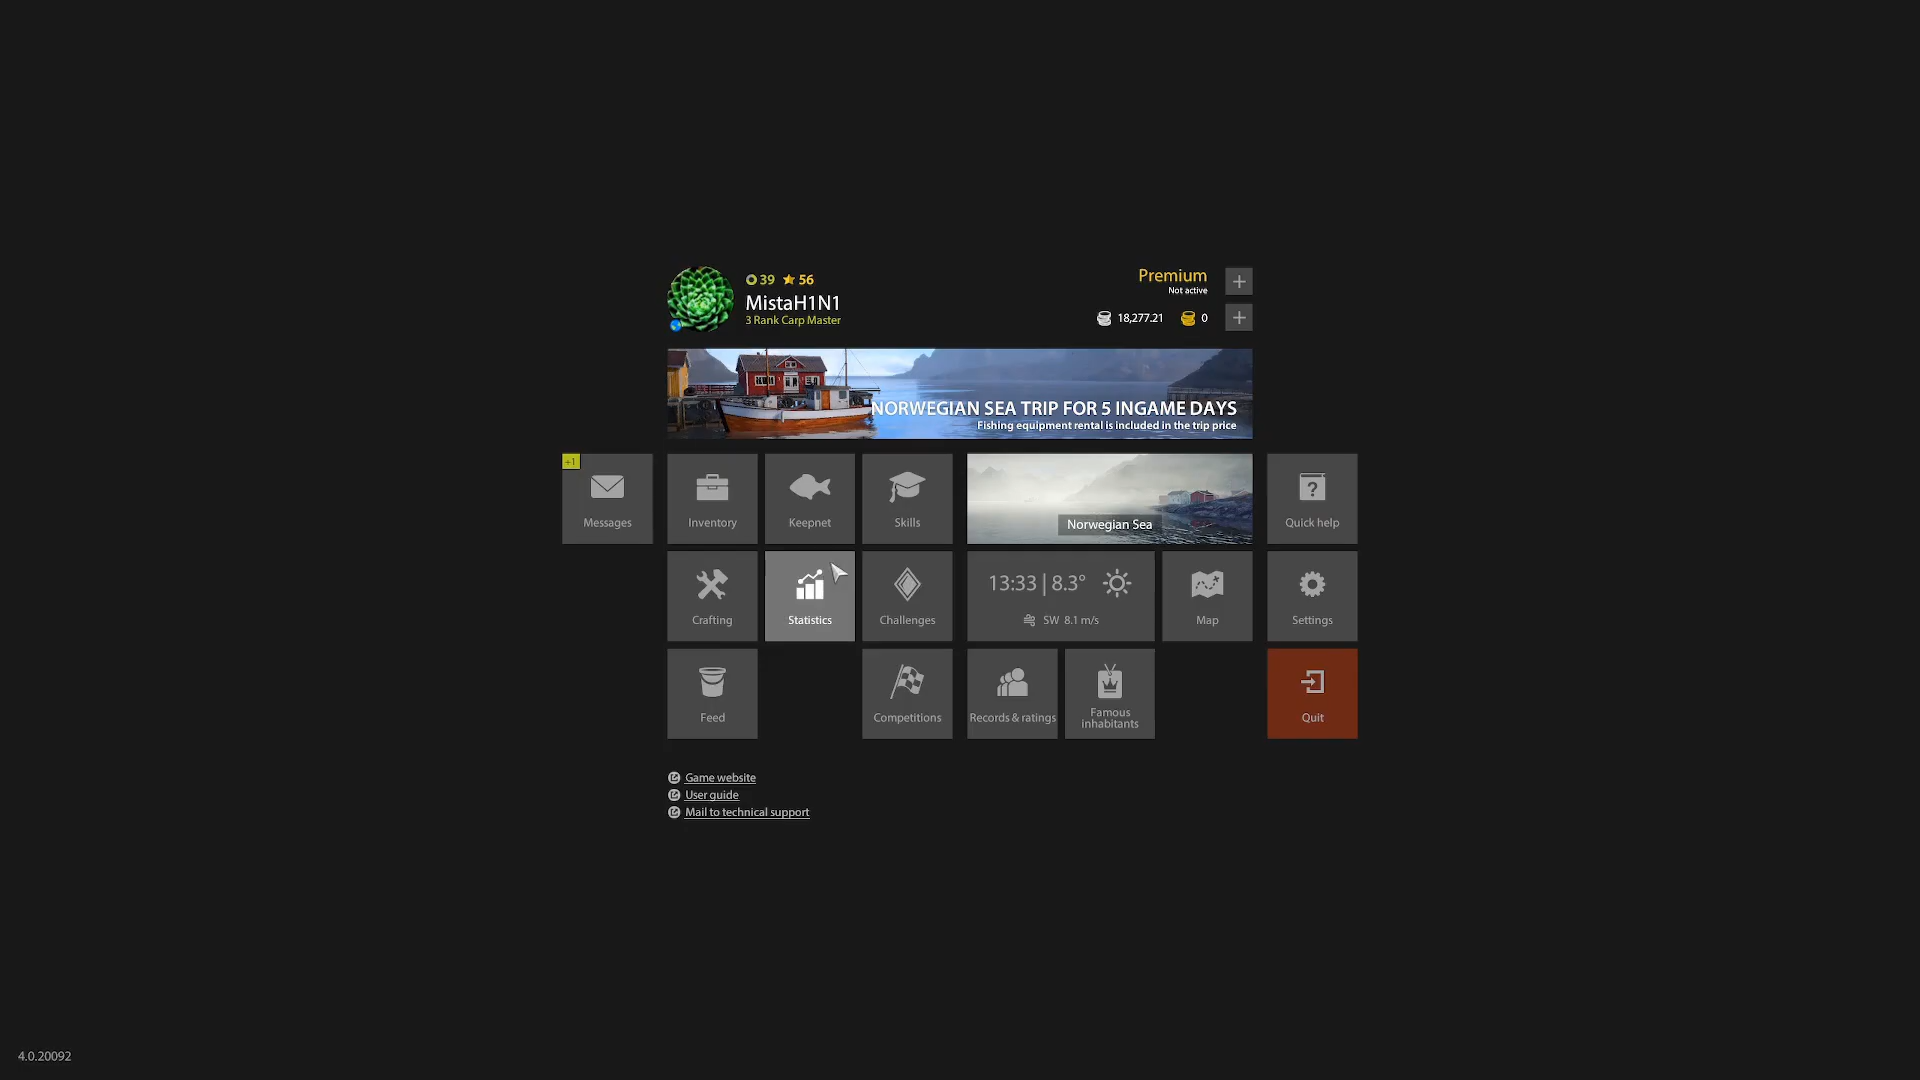 39 56
MistaH1N1
3 Rank Carp Master
Premium
Not active
18,277.21 0
NORWEGIAN SEA TRIP FOR 5 INGAME DAYS
Fishing equipment rental is included in the trip price
+1
Messages
Inventory
Keepnet
Skills
Norwegian Sea
Quick help
Crafting
Statistics
Challenges
13:33 | 8.3°
SW 8.1 m/s
Map
Settings
Feed
Competitions
Records & ratings
Famous
inhabitants
Quit
Game website
User guide
Mail to technical support
4.0.20092